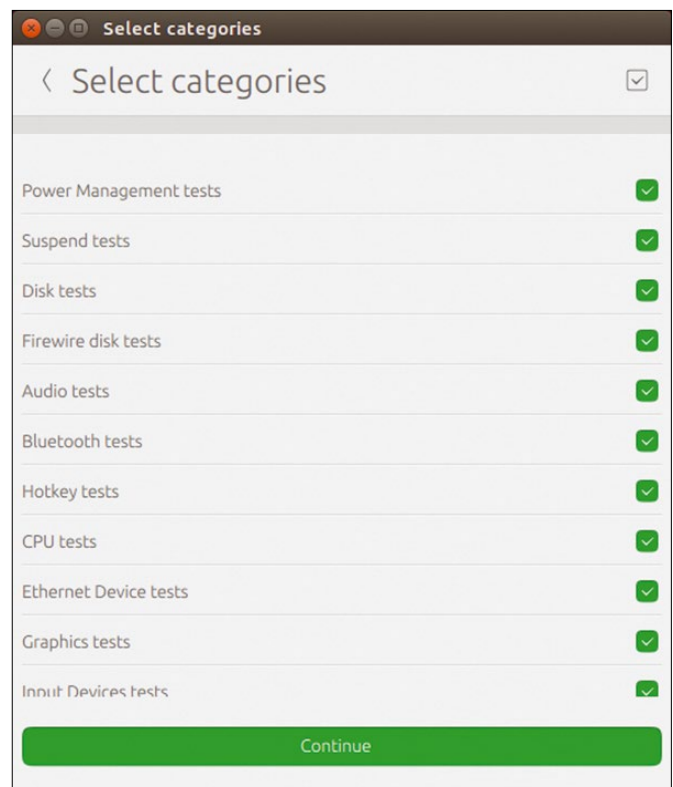 Select categories
Select categories
Power Management tests
Suspend tests
Disk tests
Firewire disk tests
Audio tests
Bluetooth tests
Hotkey tests
CPU tests
Ethernet Device tests
Graphics tests
Input Devices tests
Continue